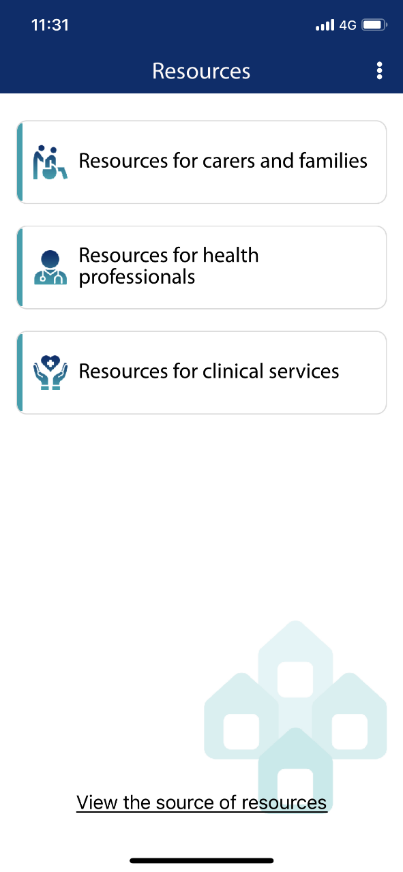 11:31
4G
Resources
Resources for carers and families
Resources for health
professionals
Resources for clinical services
View the source of resources